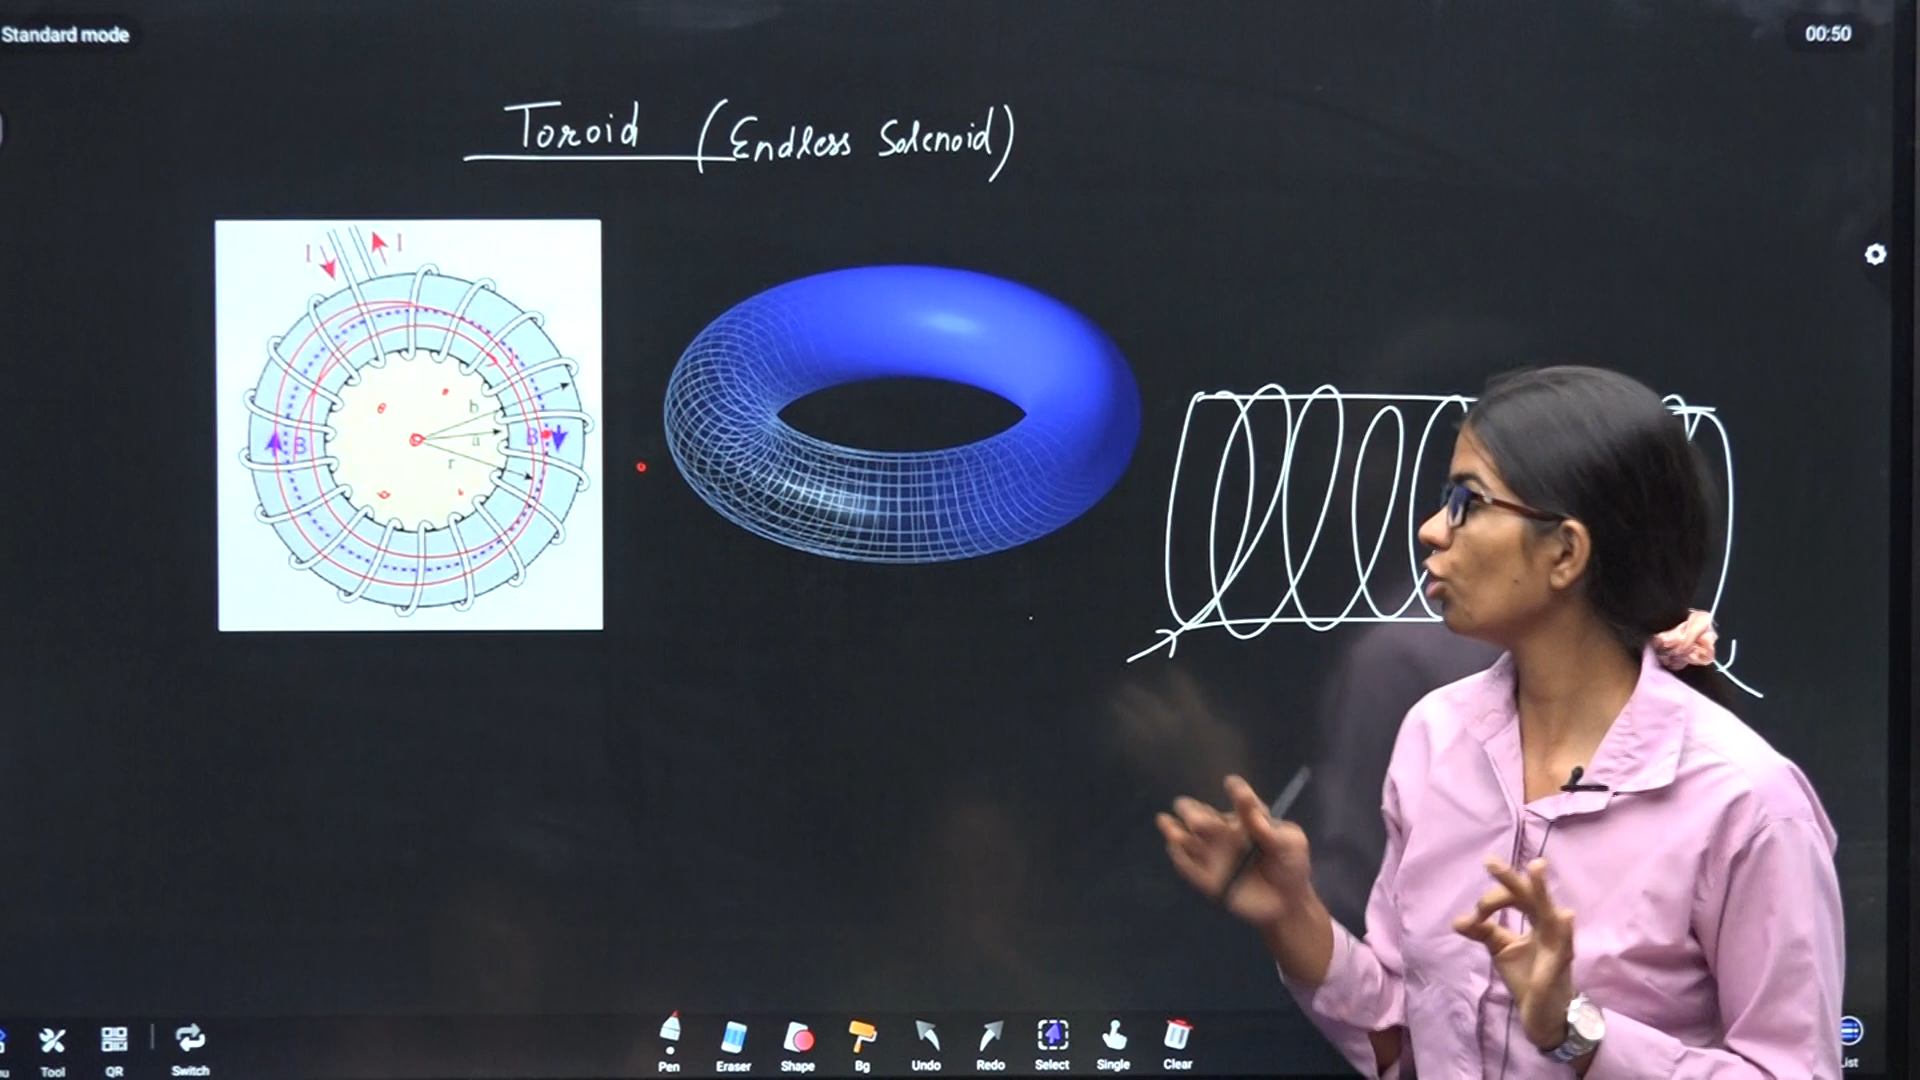 Standard mode
00:50
Toroid (Endless Solenoid)
I I
b
B a B
r
Tool QR Switch Pen Eraser Shape Bg Undo Redo Select Single Clear